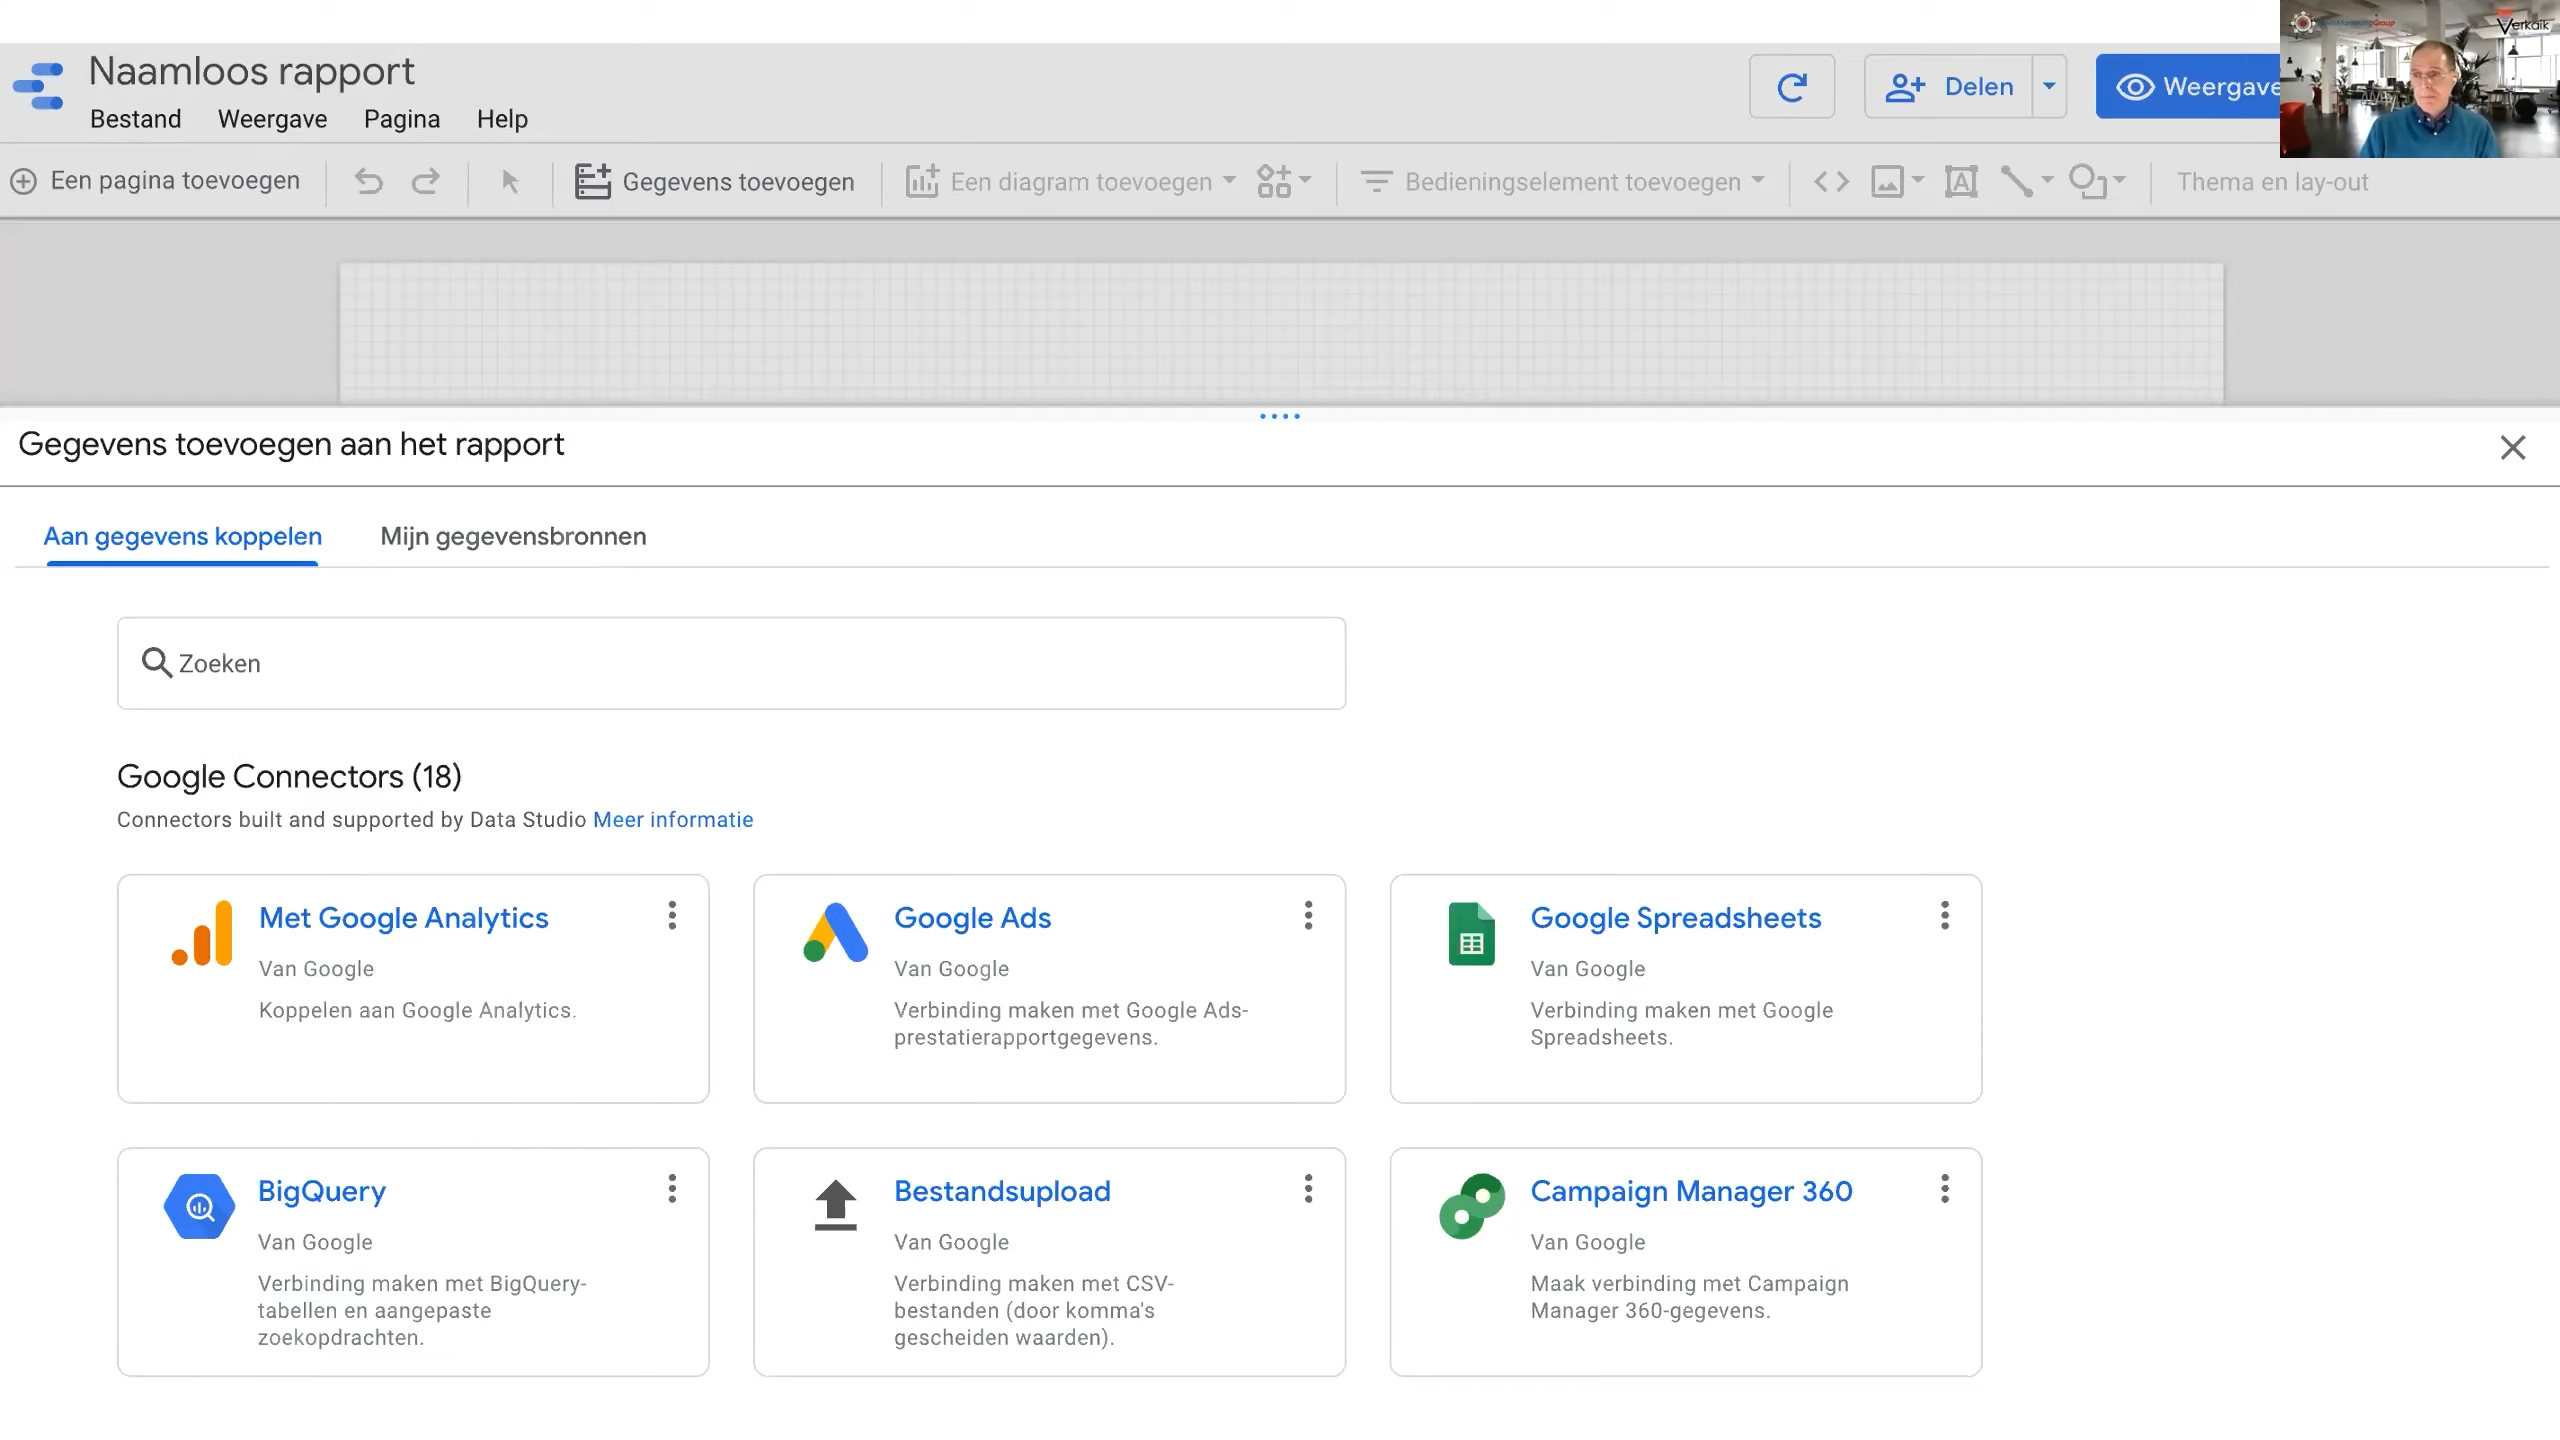 Naamloos rapport
Bestand Weergave Pagina Help
Delen
Weergave
Verkaik
Een pagina toevoegen
Gegevens toevoegen
Een diagram toevoegen
Bedieningselement toevoegen
Thema en lay-out
Gegevens toevoegen aan het rapport
Aan gegevens koppelen
Mijn gegevensbronnen
Zoeken
Google Connectors (18)
Connectors built and supported by Data Studio Meer informatie
Met Google Analytics
Van Google
Koppelen aan Google Analytics.
Google Ads
Van Google
Verbinding maken met Google Ads-
prestatierapportgegevens.
Google Spreadsheets
Van Google
Verbinding maken met Google
Spreadsheets.
BigQuery
Van Google
Verbinding maken met BigQuery-
tabellen en aangepaste
zoekopdrachten.
Bestandsupload
Van Google
Verbinding maken met CSV-
bestanden (door komma's
gescheiden waarden).
Campaign Manager 360
Van Google
Maak verbinding met Campaign
Manager 360-gegevens.